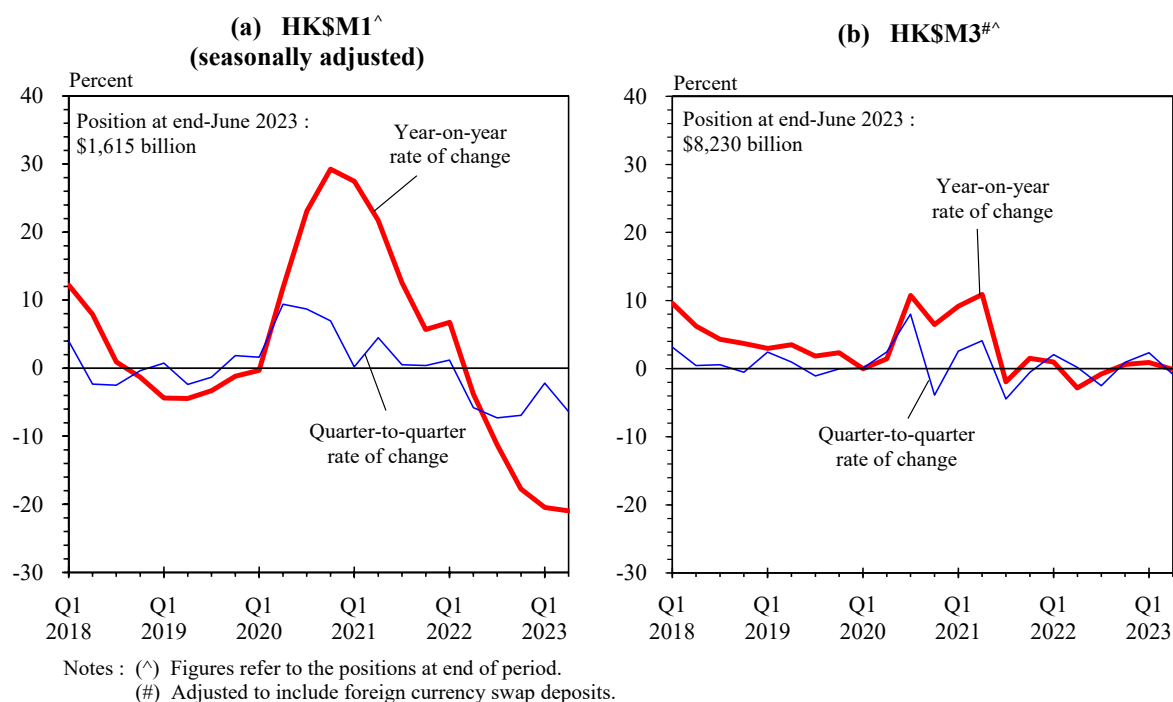 (a) HK$M1^
(seasonally adjusted)
Percent
40
30
20
10
0
-10
-20
-30
Position at end-June 2023 :
$1,615 billion
Year-on-year
rate of change
Quarter-to-quarter
rate of change
Q1 Q1 Q1 Q1 Q1 Q1
2018 2019 2020 2021 2022 2023
(b) HK$M3#^
Percent
40
30
20
10
0
-10
-20
-30
Position at end-June 2023 :
$8,230 billion
Year-on-year
rate of change
Quarter-to-quarter
rate of change
Q1 Q1 Q1 Q1 Q1 Q1
2018 2019 2020 2021 2022 2023
Notes : (^) Figures refer to the positions at end of period.
(#) Adjusted to include foreign currency swap deposits.